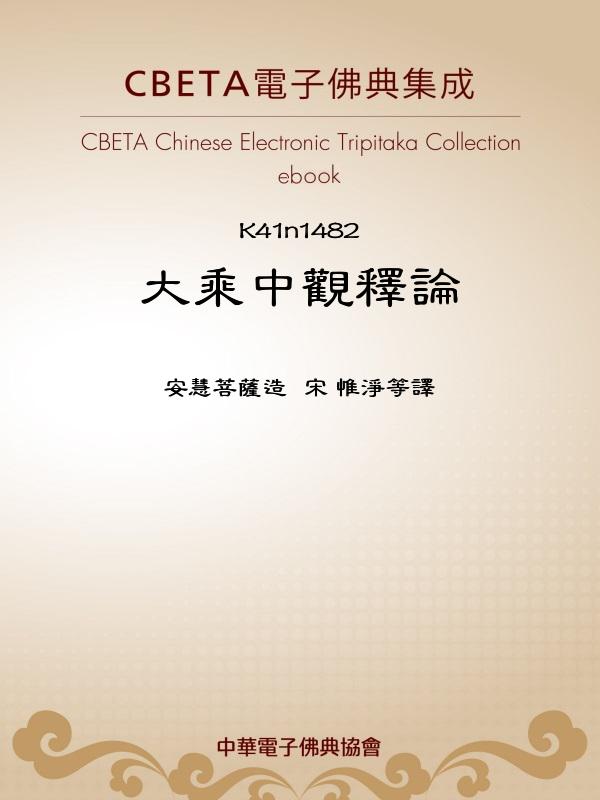 CBETA電子佛典集成
CBETA Chinese Electronic Tripitaka Collection
ebook
K41n1482
大乘中觀釋論
安慧菩薩造 宋 惟淨等譯
中華電子佛典協會